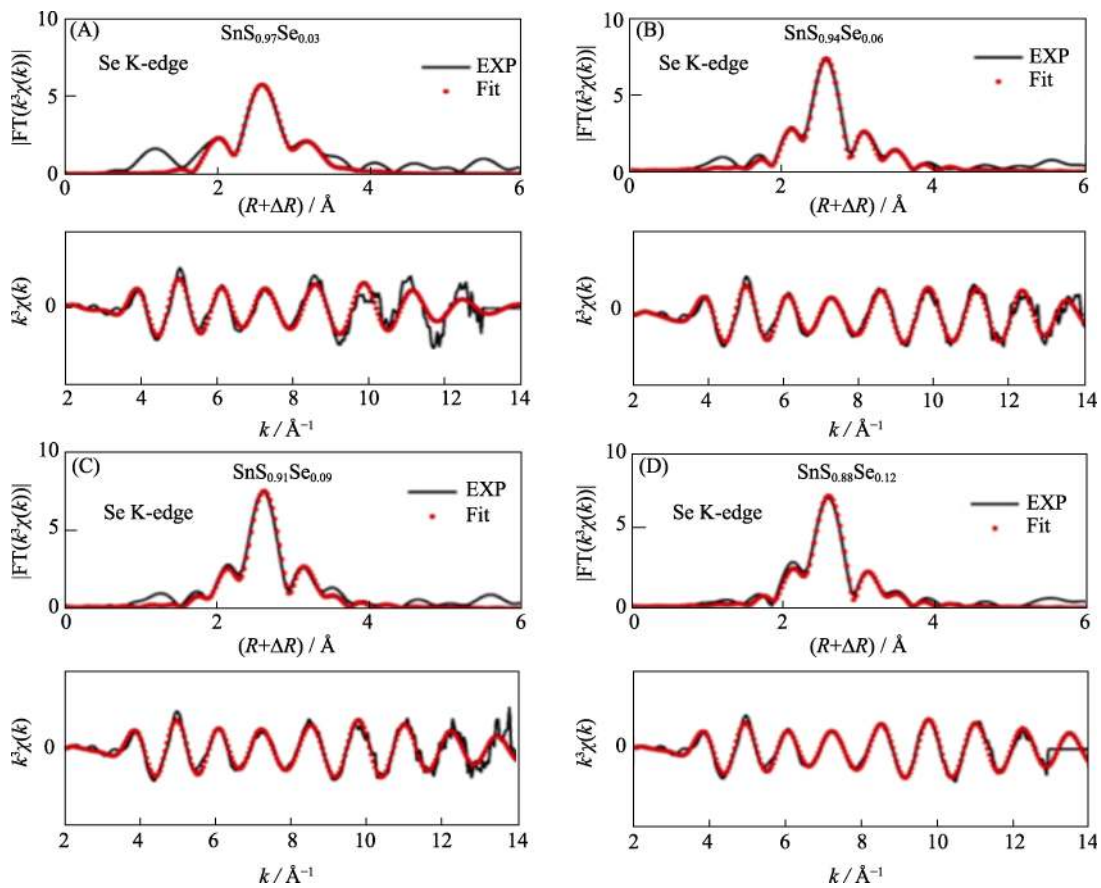 (A)
SnS₀.₉₇Se₀.₀₃
Se K-edge
EXP
Fit
|FT(k³χ(k))|
10
5
0
0 2 4 6
(R+ΔR) / Å
k³χ(k)
0
2 4 6 8 10 12 14
k / Å⁻¹
(B)
SnS₀.₉₄Se₀.₀₆
Se K-edge
EXP
Fit
|FT(k³χ(k))|
10
5
0
0 2 4 6
(R+ΔR) / Å
k³χ(k)
0
2 4 6 8 10 12 14
k / Å⁻¹
(C)
SnS₀.₉₁Se₀.₀₉
Se K-edge
EXP
Fit
|FT(k³χ(k))|
10
5
0
0 2 4 6
(R+ΔR) / Å
k³χ(k)
0
2 4 6 8 10 12 14
k / Å⁻¹
(D)
SnS₀.₈₈Se₀.₁₂
Se K-edge
EXP
Fit
|FT(k³χ(k))|
10
5
0
0 2 4 6
(R+ΔR) / Å
k³χ(k)
0
2 4 6 8 10 12 14
k / Å⁻¹